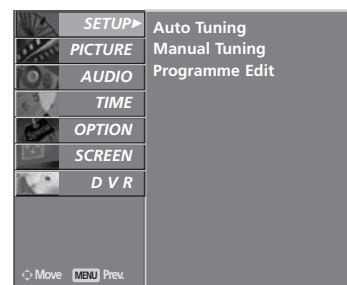 SETUP
PICTURE
AUDIO
TIME
OPTION
SCREEN
D V R
Auto Tuning
Manual Tuning
Programme Edit
Move MENU Prev.